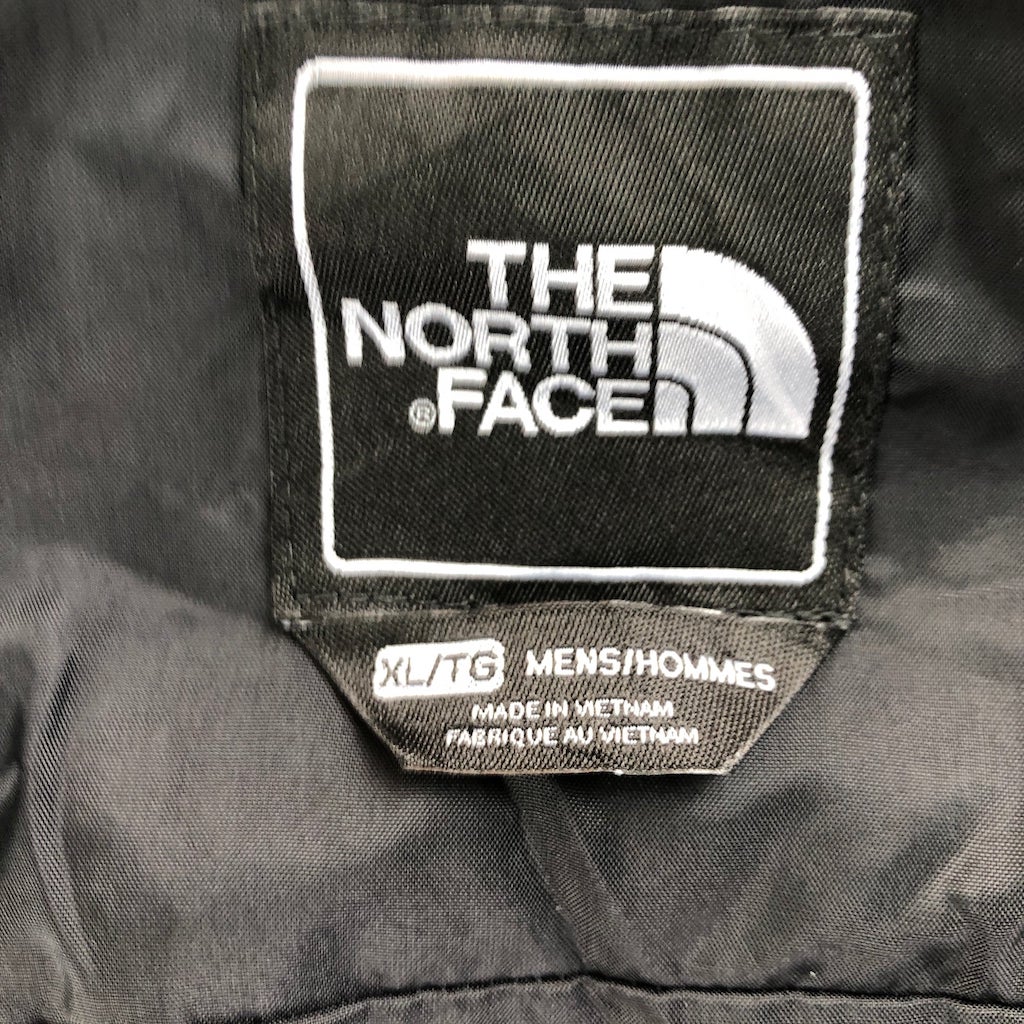 THE
NORTH
®FACE
XL/TG MENS/HOMMES
MADE IN VIETNAM
FABRIQUE AU VIETNAM